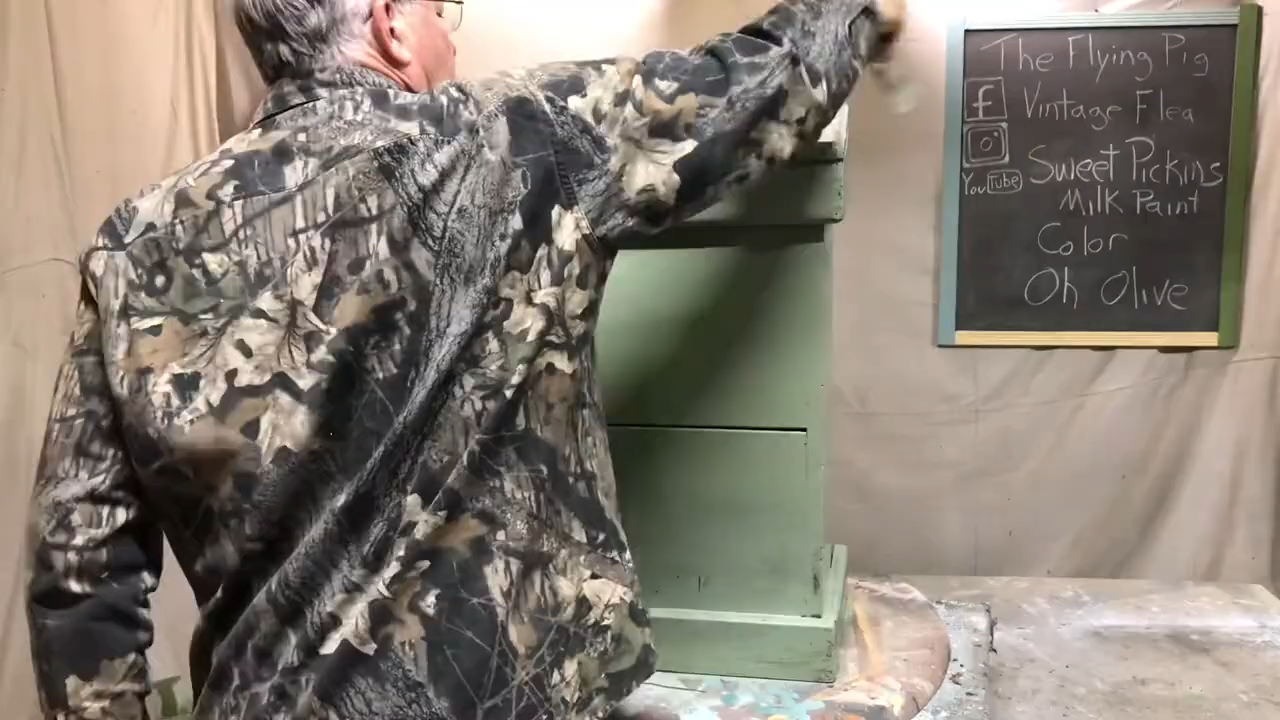 The Flying Pig
f Vintage Flea
Sweet Pickins
YouTube
Milk Paint
Color
Oh Olive